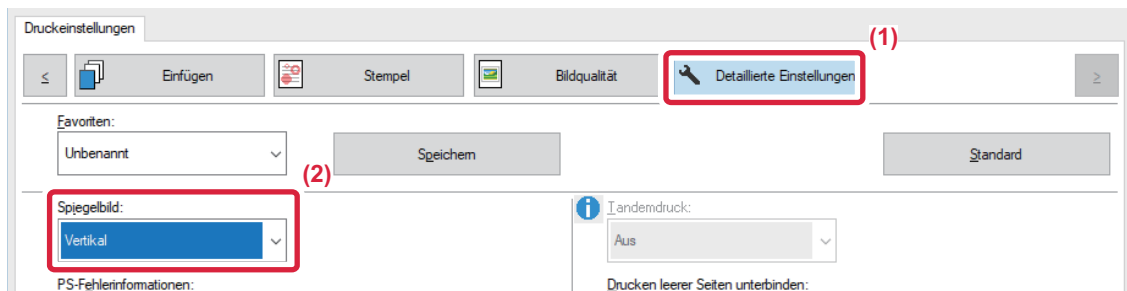 Druckeinstellungen
(1)
< Einfügen Stempel Bildqualität Detaillierte Einstellungen >
Favoriten:
Unbenannt Speichern Standard
(2)
Spiegelbild: Tandemdruck:
Vertikal Aus
PS-Fehlerinformationen: Drucken leerer Seiten unterbinden: